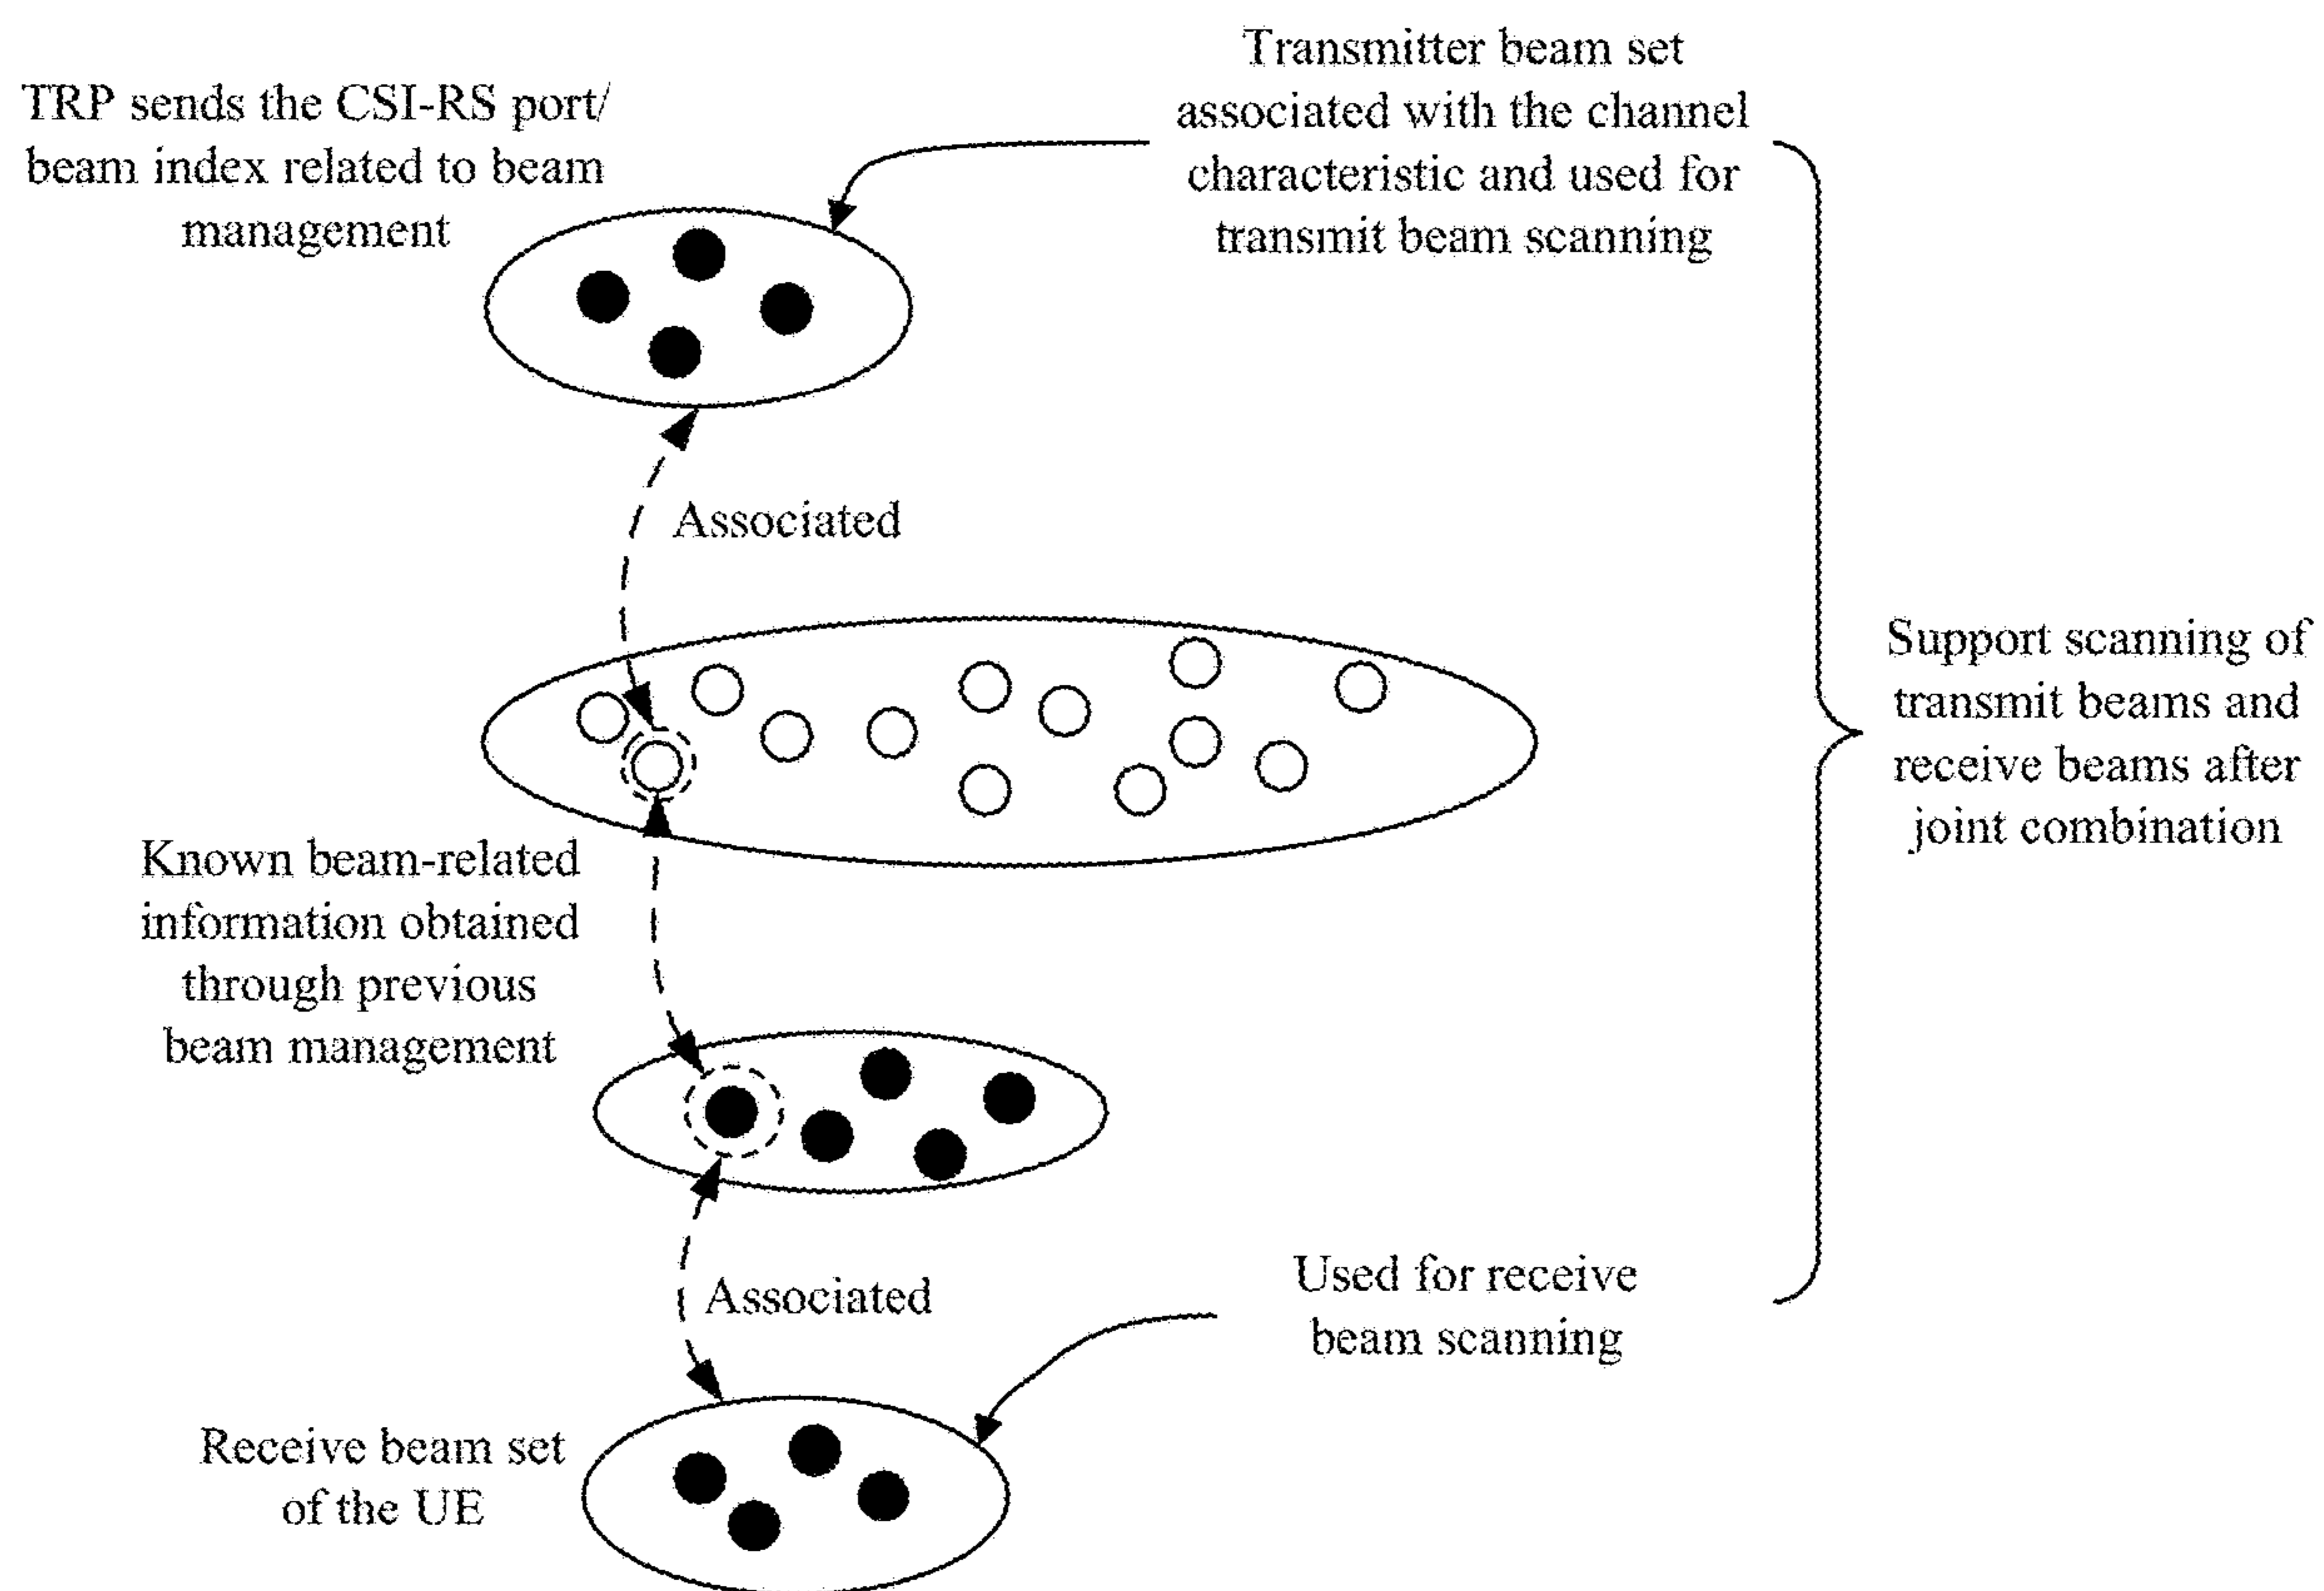 TRP sends the CSI-RS port/
beam index related to beam
management
Transmitter beam set
associated with the channel
characteristic and used for
transmit beam scanning
Associated
Support scanning of
transmit beams and
receive beams after
joint combination
Known beam-related
information obtained
through previous
beam management
Associated
Used for receive
beam scanning
Receive beam set
of the UE